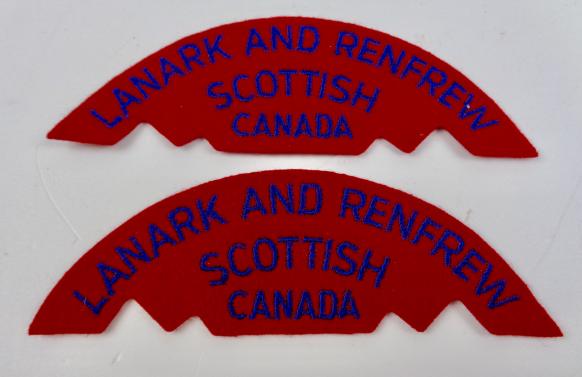 LANARK AND RENFREW
SCOTTISH
CANADA
LANARK AND RENFREW
SCOTTISH
CANADA